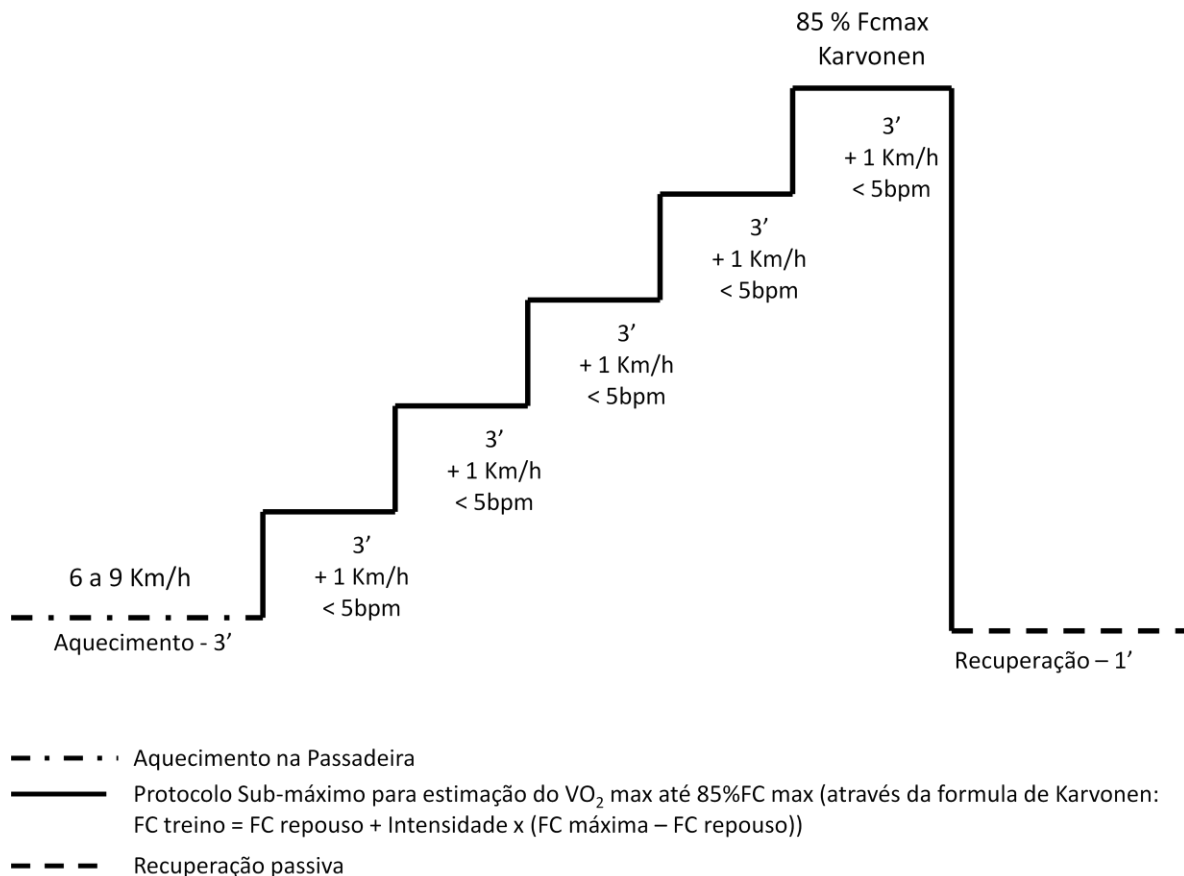 85 % Fcmax
Karvonen
3’
+ 1 Km/h
< 5bpm
3’
+ 1 Km/h
< 5bpm
3’
+ 1 Km/h
< 5bpm
3’
+ 1 Km/h
< 5bpm
3’
+ 1 Km/h
< 5bpm
6 a 9 Km/h
Aquecimento - 3’
Recuperação – 1’
Aquecimento na Passadeira
Protocolo Sub-máximo para estimação do VO₂ max até 85%FC max (através da formula de Karvonen:
FC treino = FC repouso + Intensidade x (FC máxima – FC repouso))
Recuperação passiva